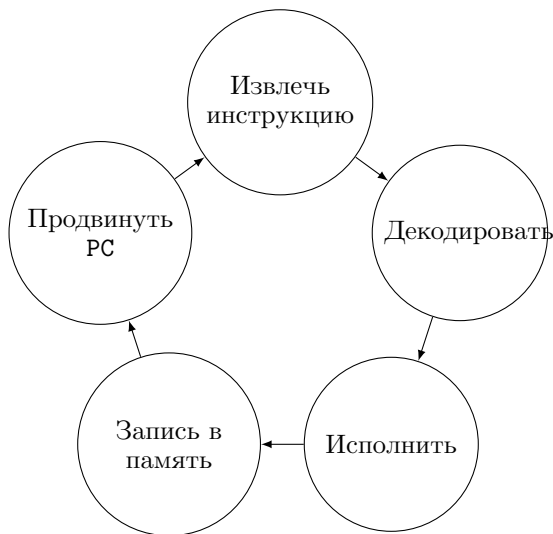 Извлечь
инструкцию
Декодировать
Исполнить
Запись в
память
Продвинуть
PC